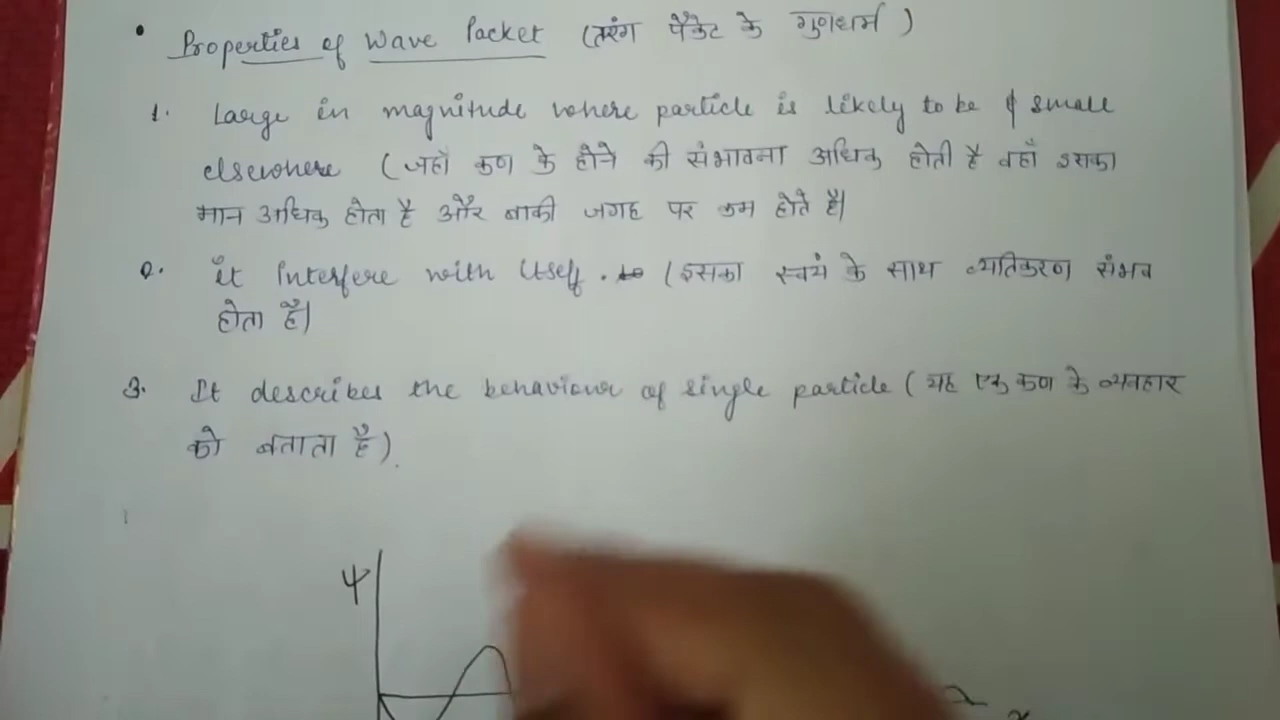 • Properties of Wave Packet (तरंग पैकेट के गुणधर्म)
1. Large in magnitude where particle is likely to be & small
elsewhere (जहाँ कण के होने की संभावना अधिक होती है वहाँ इसका
मान अधिक होता है और बाकी जगह पर कम होते है।
2. it Interfere with itself. (इसका स्वयं के साथ व्यतिकरण संभव
होता है।
3. It describes the behaviour of single particle (यह एक कण के व्यवहार
को बताता है).
ψ
x